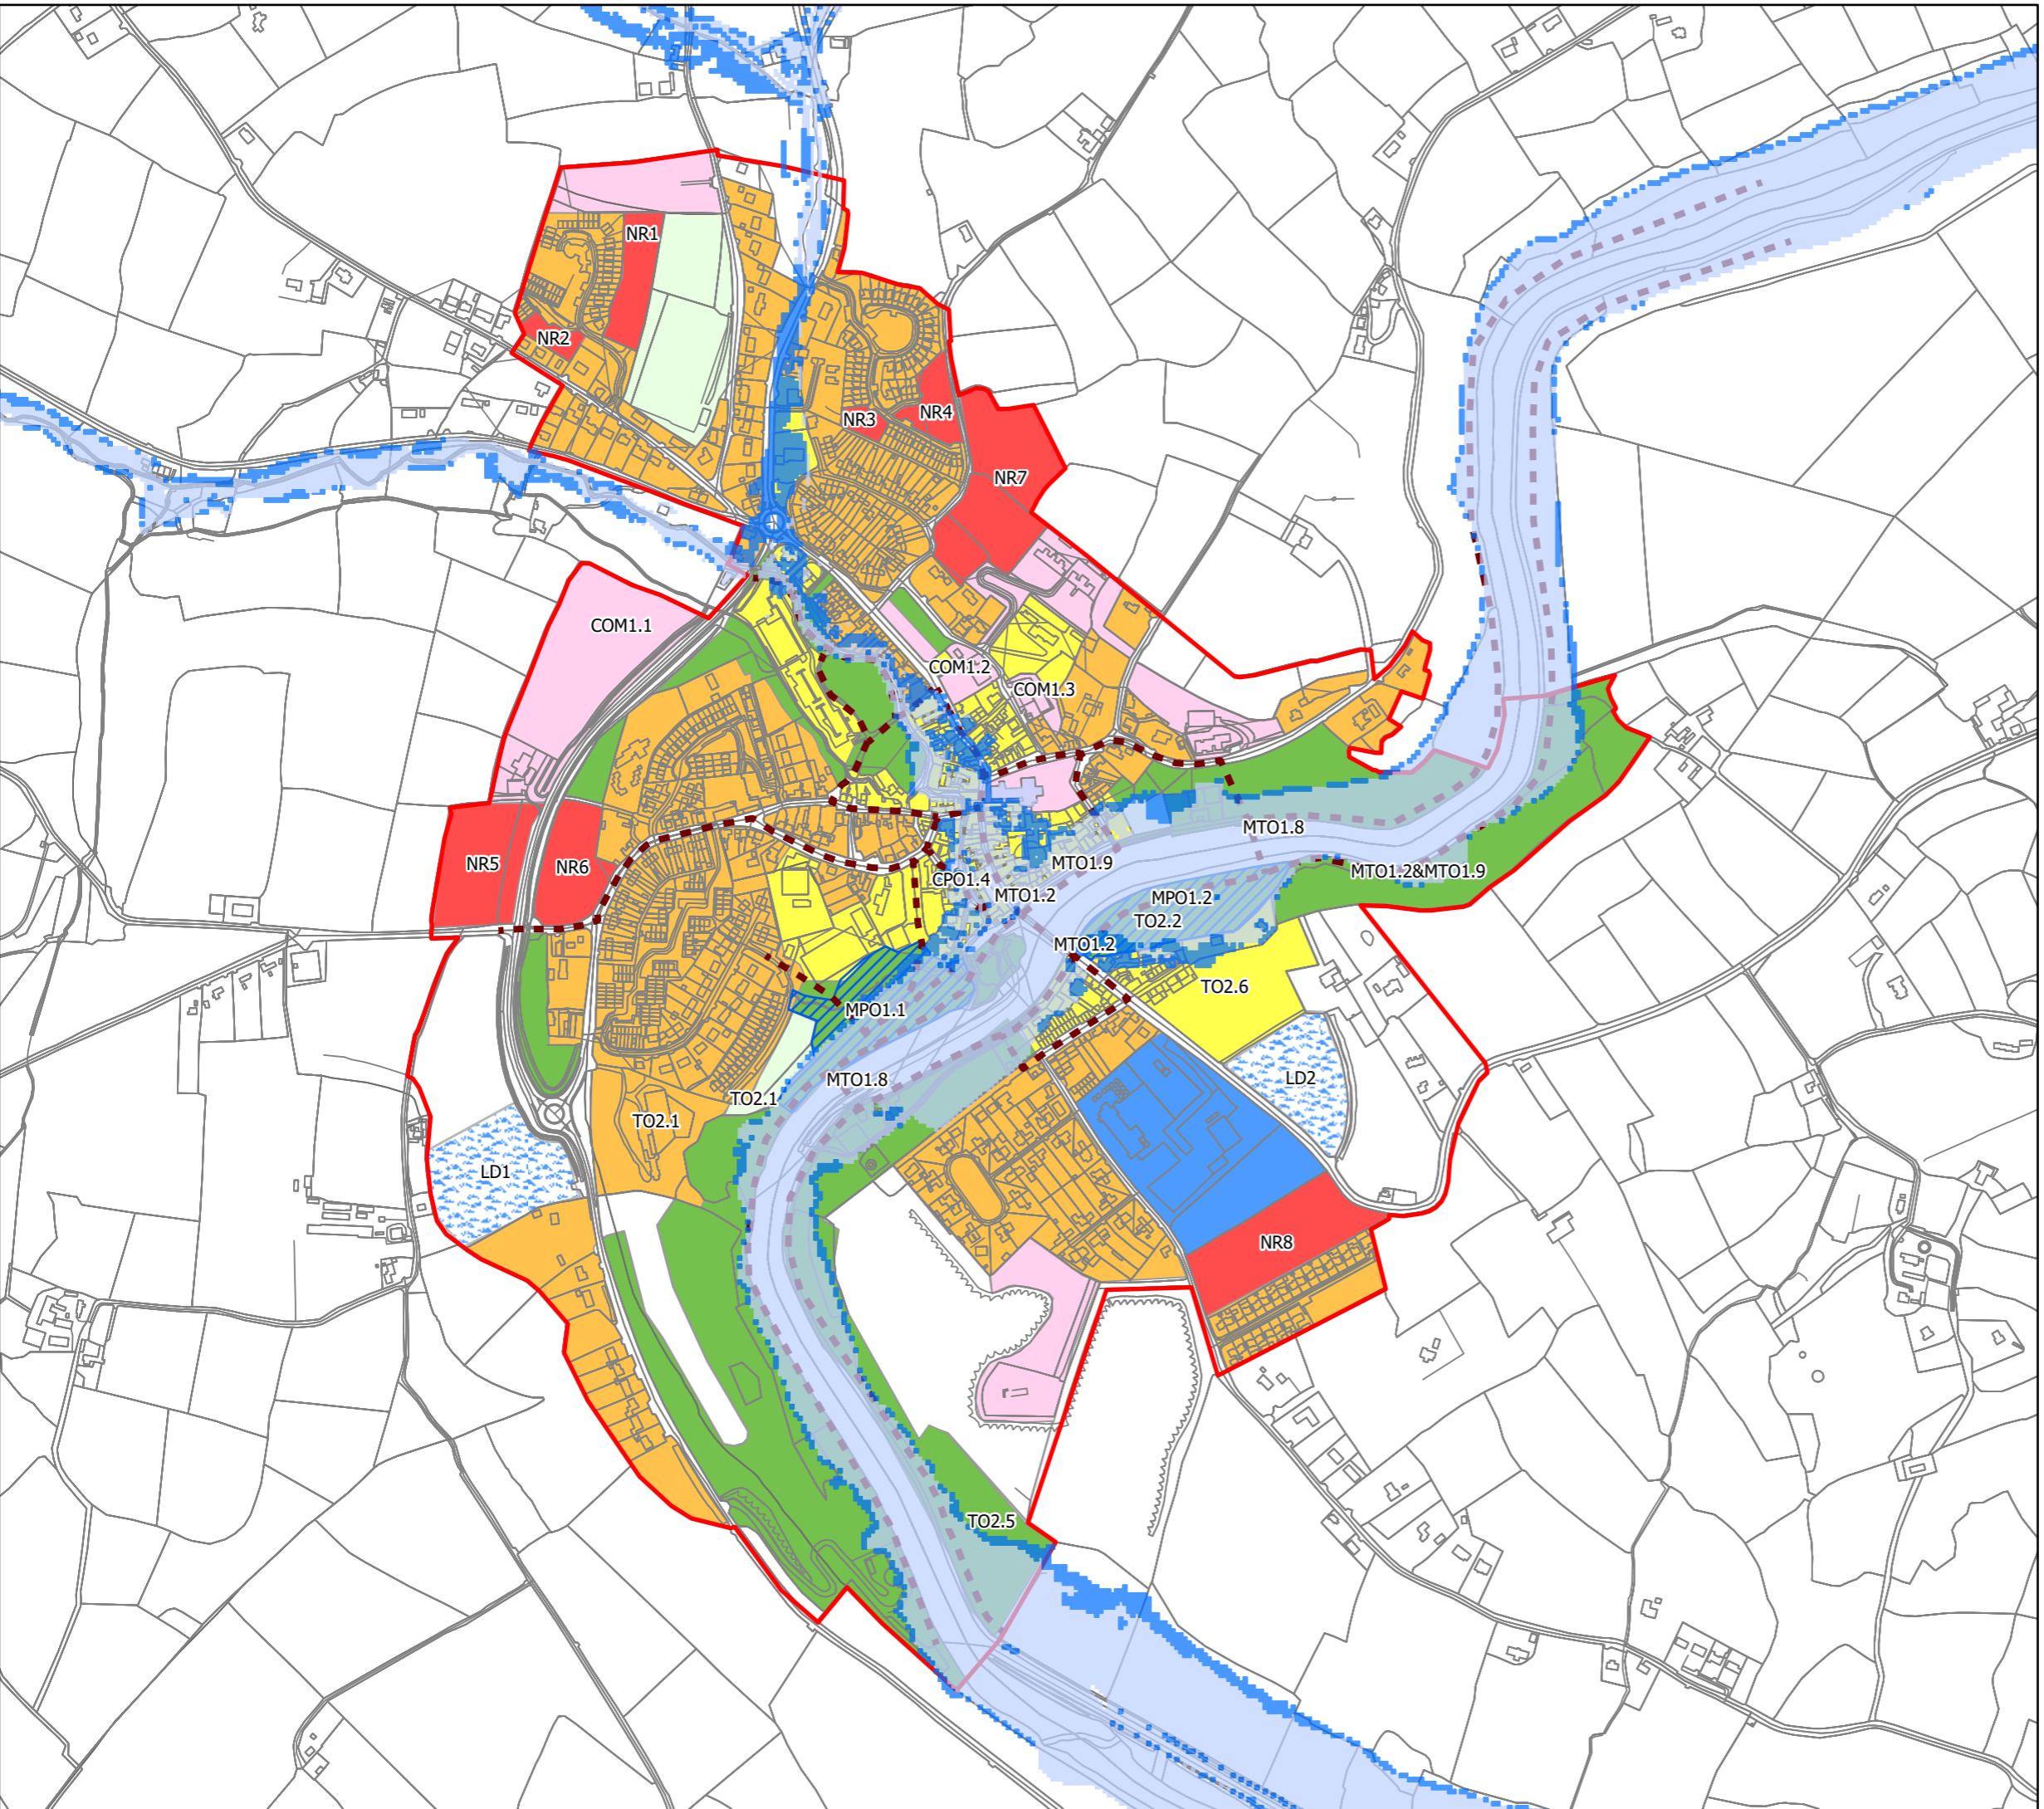 NR1
NR2
NR3
NR4
NR7
COM1.1
COM1.2
COM1.3
MTO1.8
NR5
NR6
MTO1.9
MTO1.2&MTO1.9
CPO1.4
MTO1.2
MPO1.2
TO2.2
MTO1.2
TO2.6
MPO1.1
MTO1.8
LD2
TO2.1
TO2.1
LD1
NR8
TO2.5